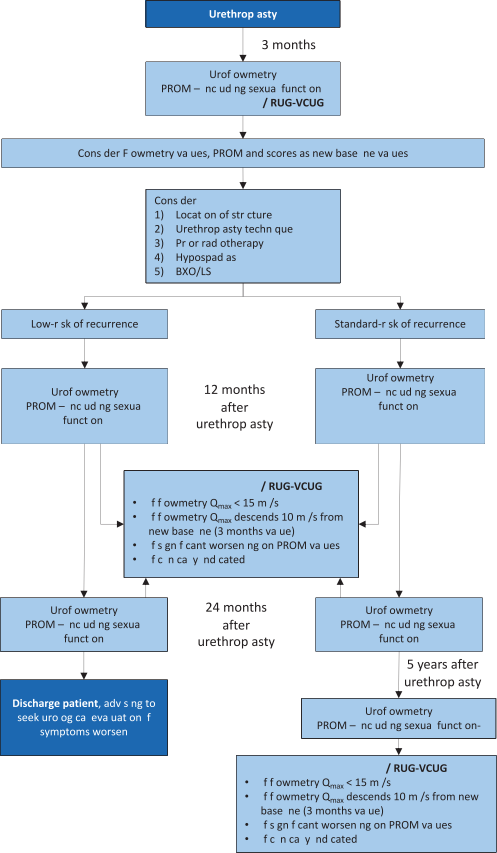 Urethrop asty
3 months
Urof owmetry
PROM – nc ud ng sexua funct on
/ RUG-VCUG
Cons der F owmetry va ues, PROM and scores as new base ne va ues
Cons der
1) Locat on of str cture
2) Urethrop asty techn que
3) Pr or rad otherapy
4) Hypospad as
5) BXO/LS
Low-r sk of recurrence
Standard-r sk of recurrence
Urof owmetry
PROM – nc ud ng sexua
funct on
12 months
after
urethrop asty
Urof owmetry
PROM – nc ud ng sexua
funct on
/ RUG-VCUG
• f f owmetry Qmax < 15 m /s
• f f owmetry Qmax descends 10 m /s from
new base ne (3 months va ue)
• f s gn f cant worsen ng on PROM va ues
• f c n ca y nd cated
Urof owmetry
PROM – nc ud ng sexua
funct on
24 months
after
urethrop asty
Urof owmetry
PROM – nc ud ng sexua
funct on
5 years after
urethrop asty
Discharge patient, adv s ng to
seek uro og ca eva uat on f
symptoms worsen
Urof owmetry
PROM – nc ud ng sexua funct on-
/ RUG-VCUG
• f f owmetry Qmax < 15 m /s
• f f owmetry Qmax descends 10 m /s from new
base ne (3 months va ue)
• f s gn f cant worsen ng on PROM va ues
• f c n ca y nd cated